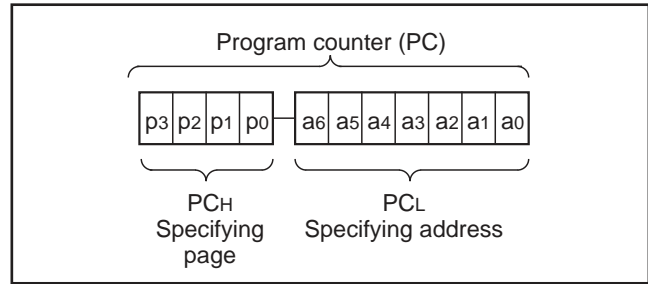 Program counter (PC)
p3 p2 p1 p0 a6 a5 a4 a3 a2 a1 a0
PCH PCL
Specifying Specifying address
page